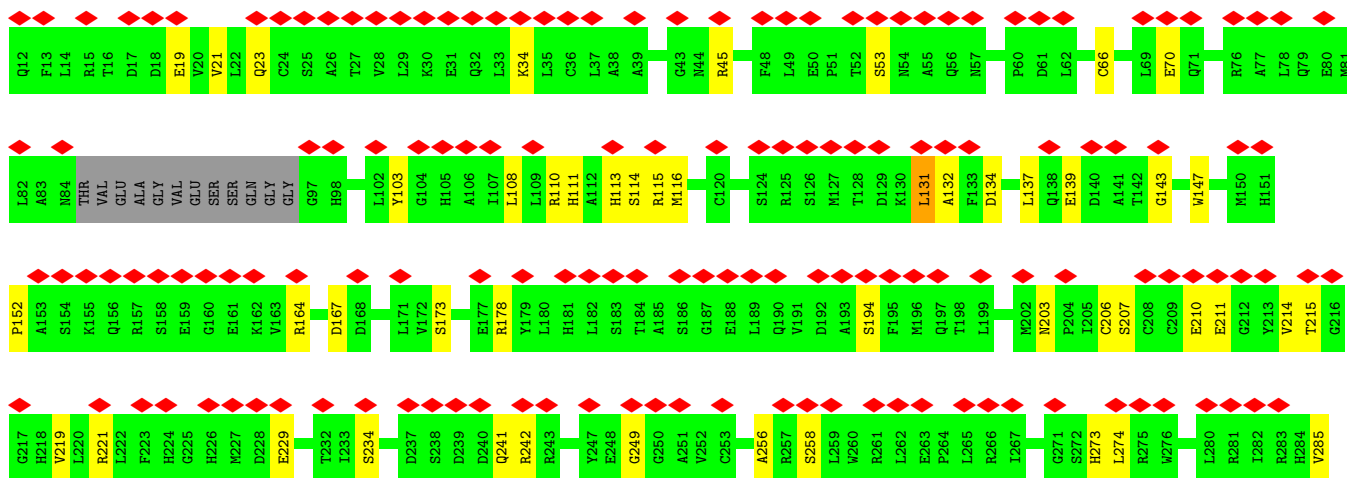 Q12 F13 L14 R15 T16 D17 D18 E19 V20 V21 L22 Q23 C24 S25 A26 T27 V28 L29 K30 E31 Q32 L33 K34 L35 C36 L37 A38 A39 G43 N44 R45 F48 L49 E50 P51 T52 S53 N54 A55 Q56 N57 P60 D61 L62 C66 L69 E70 Q71 R76 A77 L78 Q79 E80 M81
L82 A83 N84 THR VAL GLU ALA GLY VAL GLU SER SER GLN GLY GLY G97 H98 L102 Y103 G104 H105 A106 I107 L108 L109 R110 H111 A112 H113 S114 R115 M116 C120 S124 R125 S126 M127 T128 D129 K130 L131 A132 F133 D134 L137 Q138 E139 D140 A141 T142 G143 W147 M150 H151
P152 A153 S154 K155 Q156 R157 S158 E159 G160 E161 K162 V163 R164 D167 D168 L171 V172 S173 E177 R178 Y179 L180 H181 L182 S183 T184 A185 S186 G187 E188 L189 Q190 V191 D192 A193 S194 F195 M196 Q197 T198 L199 M202 N203 P204 I205 C206 S207 C208 C209 E210 E211 G212 Y213 V214 T215 G216
G217 H218 V219 L220 R221 L222 F223 H224 G225 H226 M227 D228 E229 T232 I233 S234 D237 S238 D239 D240 Q241 R242 R243 Y247 E248 G249 G250 A251 V252 C253 A256 R257 S258 L259 W260 R261 L262 E263 P264 L265 R266 I267 G271 S272 H273 L274 R275 W276 L280 R281 I282 R283 H284 V285